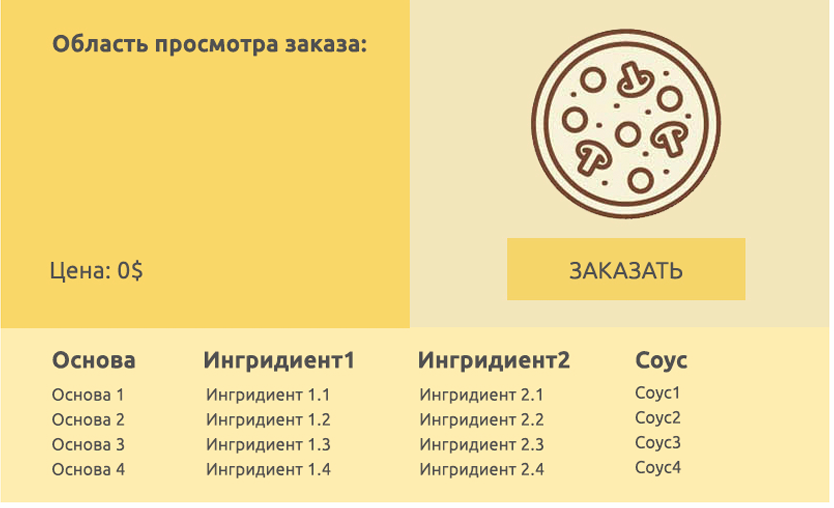 Область просмотра заказа:
Цена: 0$
ЗАКАЗАТЬ
Основа Ингридиент1 Ингридиент2 Соус
Основа 1 Ингридиент 1.1 Ингридиент 2.1 Соус1
Основа 2 Ингридиент 1.2 Ингридиент 2.2 Соус2
Основа 3 Ингридиент 1.3 Ингридиент 2.3 Соус3
Основа 4 Ингридиент 1.4 Ингридиент 2.4 Соус4